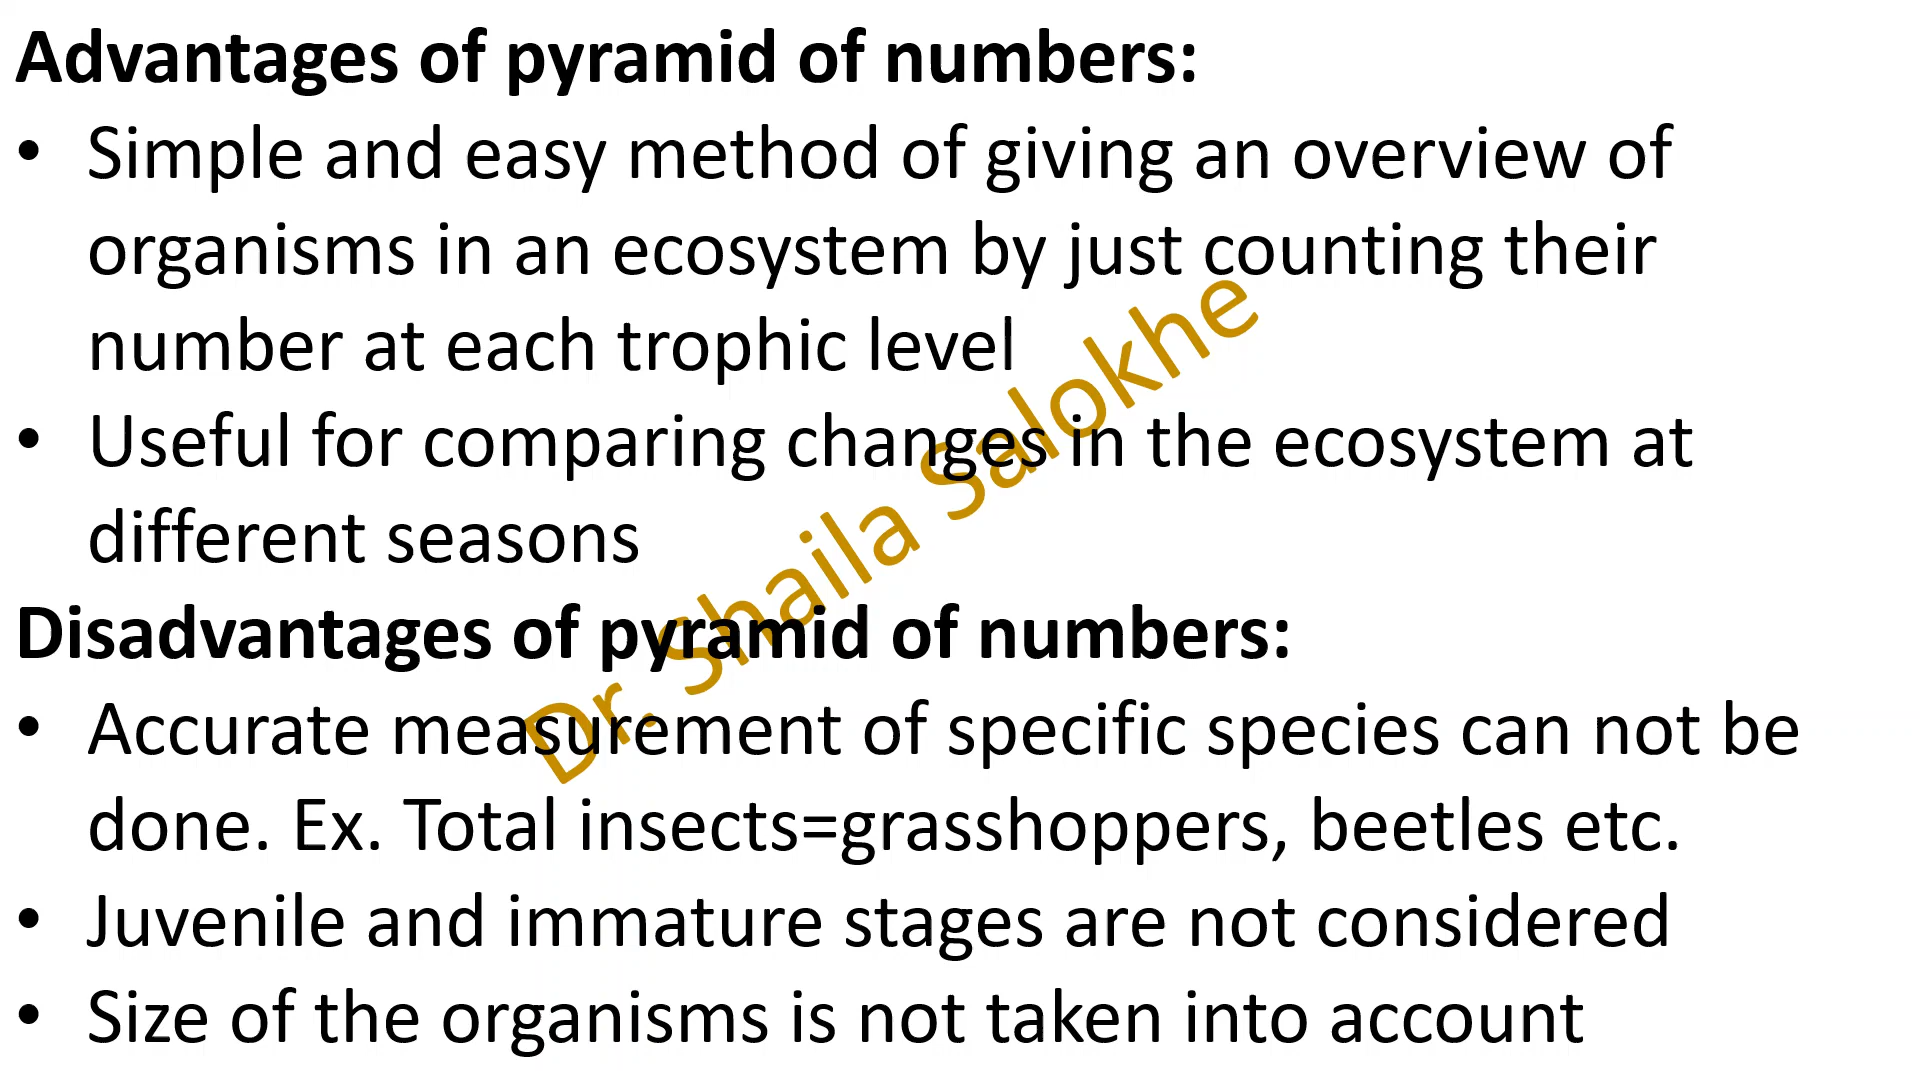 Advantages of pyramid of numbers:
• Simple and easy method of giving an overview of
organisms in an ecosystem by just counting their
number at each trophic level
• Useful for comparing changes in the ecosystem at
different seasons
Disadvantages of pyramid of numbers:
• Accurate measurement of specific species can not be
done. Ex. Total insects=grasshoppers, beetles etc.
• Juvenile and immature stages are not considered
• Size of the organisms is not taken into account
Dr. Shaila Salokhe